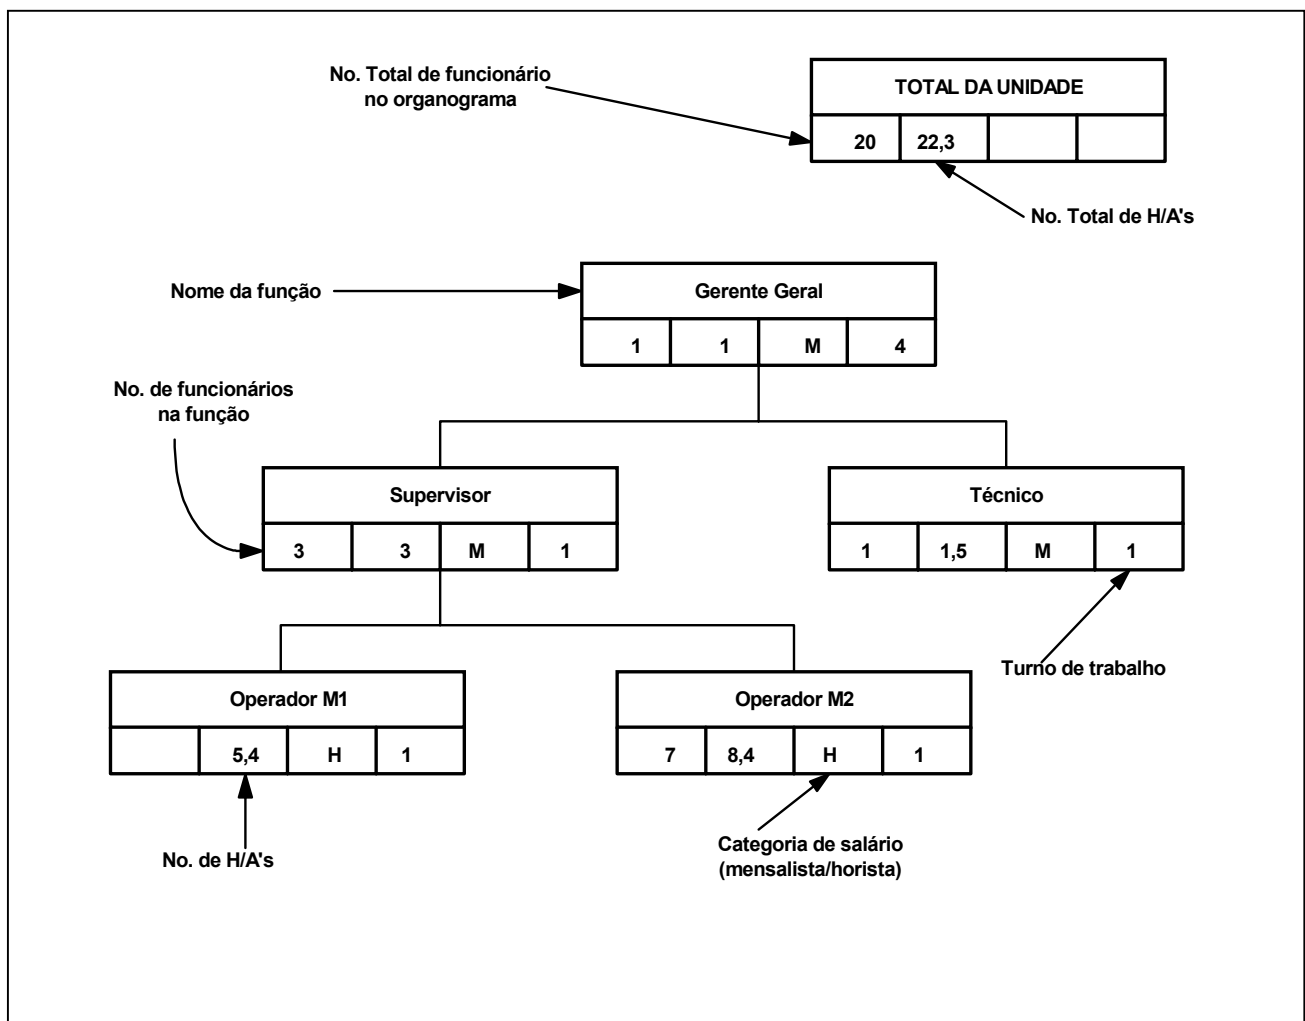 No. Total de funcionário
no organograma
TOTAL DA UNIDADE
20 22,3
No. Total de H/A's
Nome da função
Gerente Geral
1 1 M 4
No. de funcionários
na função
Supervisor
3 3 M 1
Técnico
1 1,5 M 1
Turno de trabalho
Operador M1
5,4 H 1
Operador M2
7 8,4 H 1
No. de H/A's
Categoria de salário
(mensalista/horista)